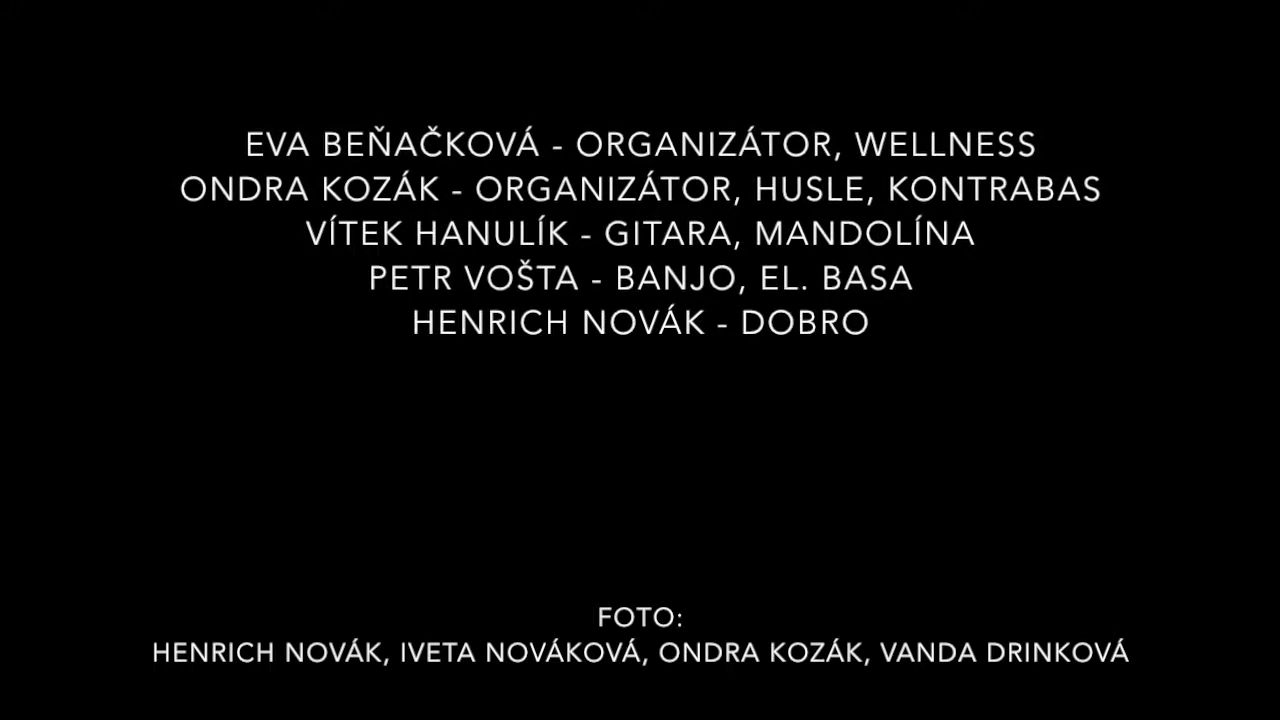 EVA BEŇAČKOVÁ - ORGANIZÁTOR, WELLNESS
ONDRA KOZÁK - ORGANIZÁTOR, HUSLE, KONTRABAS
VÍTEK HANULÍK - GITARA, MANDOLÍNA
PETR VOŠTA - BANJO, EL. BASA
HENRICH NOVÁK - DOBRO
FOTO:
HENRICH NOVÁK, IVETA NOVÁKOVÁ, ONDRA KOZÁK, VANDA DRINKOVÁ